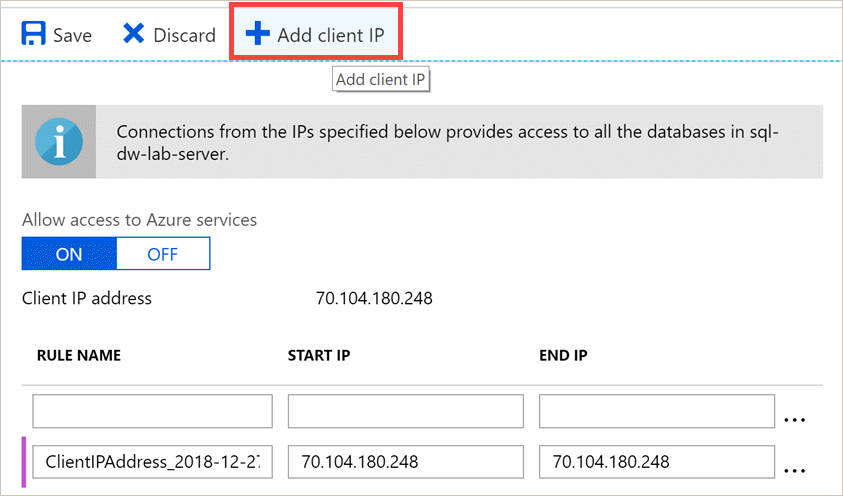 Save Discard Add client IP
Add client IP
Connections from the IPs specified below provides access to all the databases in sql-
dw-lab-server.
Allow access to Azure services
ON OFF
Client IP address 70.104.180.248
RULE NAME START IP END IP
...
ClientIPAddress_2018-12-27 70.104.180.248 70.104.180.248 ...